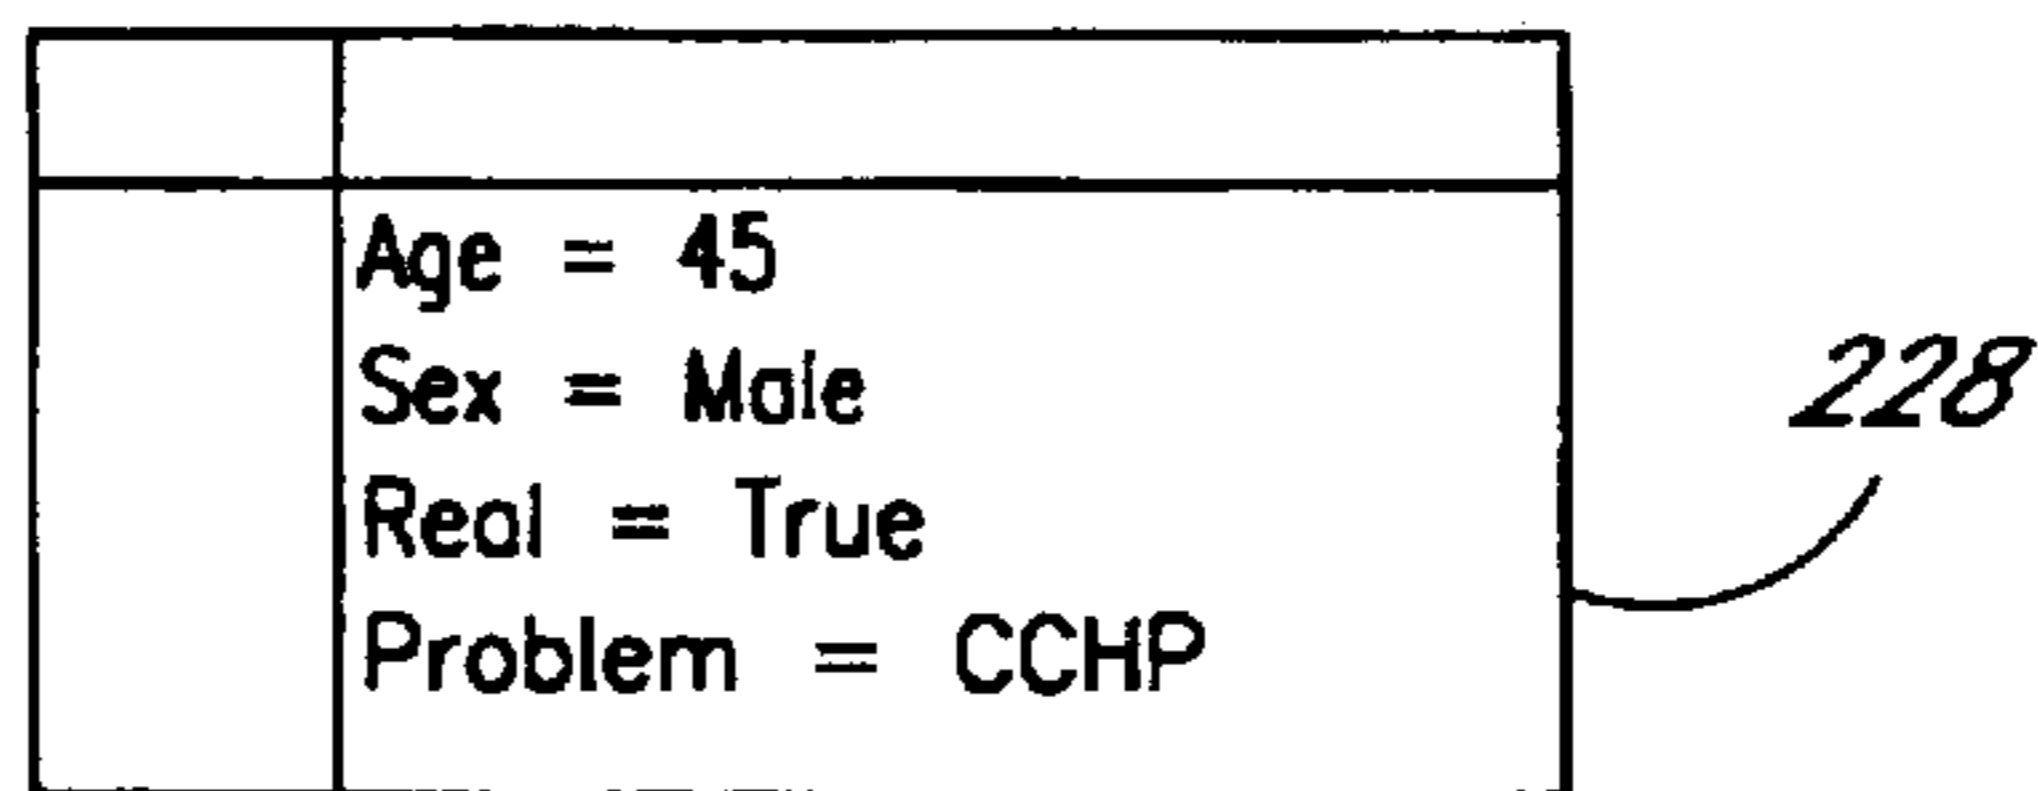 Age = 45
Sex = Male
228
Real = True
Problem = CCHP